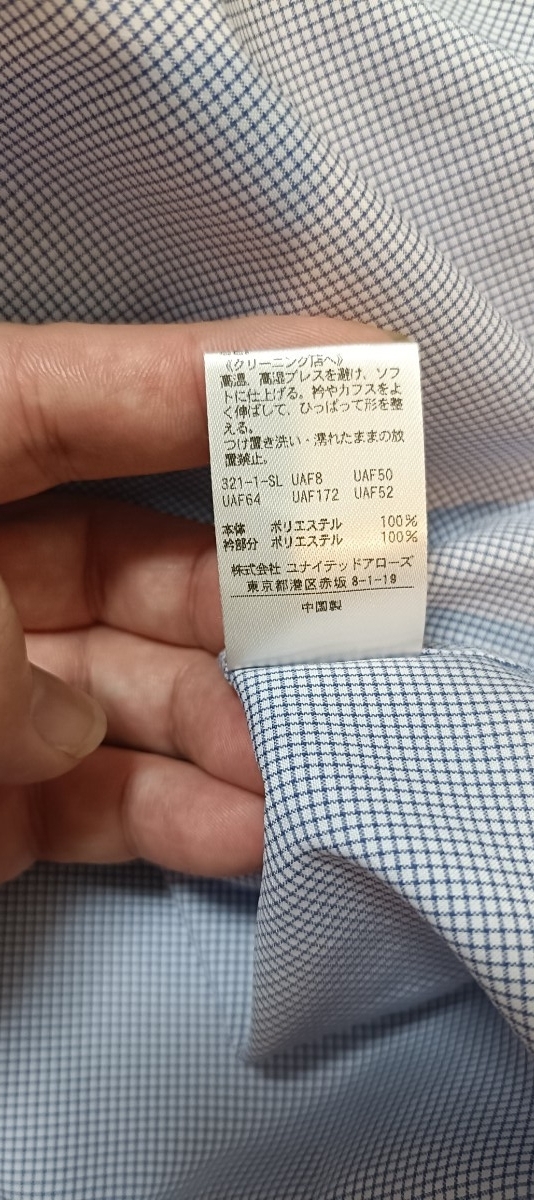 《クリーニング店へ》
高温、高湿プレスを避け、ソフ
トに仕上げる。衿やカフスをよ
く伸ばして、ひっぱって形を整
える。
つけ置き洗い・濡れたままの放
置禁止。
321-1-SL UAF8 UAF50
UAF64 UAF172 UAF52
本体 ポリエステル 100%
衿部分 ポリエステル 100%
株式会社 ユナイテッドアローズ
東京都港区赤坂 8-1-19
中国製